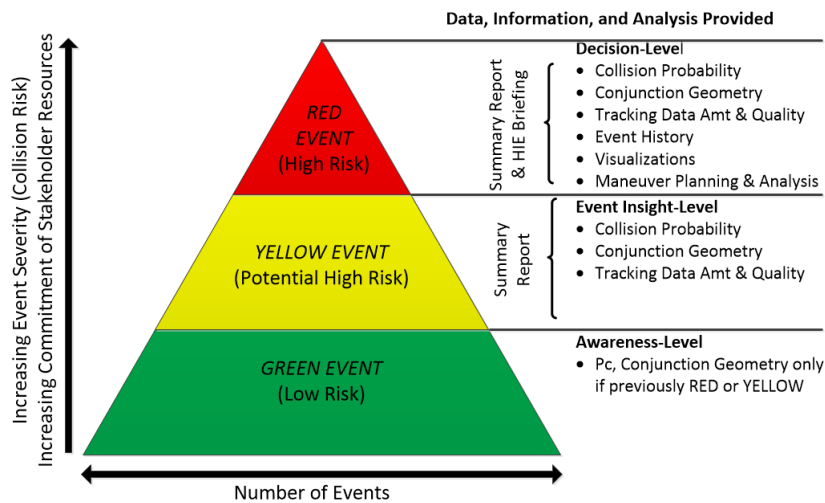 Data, Information, and Analysis Provided
Increasing Event Severity (Collision Risk)
Increasing Commitment of Stakeholder Resources
RED
EVENT
(High Risk)
Summary Report
& HIE Briefing
Decision-Level
• Collision Probability
• Conjunction Geometry
• Tracking Data Amt & Quality
• Event History
• Visualizations
• Maneuver Planning & Analysis
YELLOW EVENT
(Potential High Risk)
Summary
Report
Event Insight-Level
• Collision Probability
• Conjunction Geometry
• Tracking Data Amt & Quality
GREEN EVENT
(Low Risk)
Awareness-Level
• Pc, Conjunction Geometry only
if previously RED or YELLOW
Number of Events